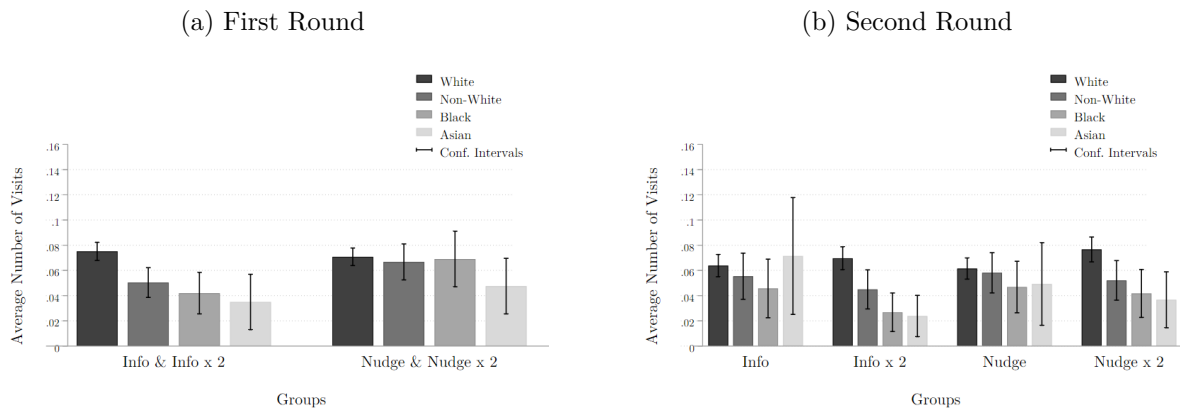 (a) First Round
White
Non-White
Black
Asian
Conf. Intervals
Average Number of Visits
.16
.14
.12
.1
.08
.06
.04
.02
0
Info & Info x 2
Nudge & Nudge x 2
Groups
(b) Second Round
White
Non-White
Black
Asian
Conf. Intervals
Average Number of Visits
.16
.14
.12
.1
.08
.06
.04
.02
0
Info
Info x 2
Nudge
Nudge x 2
Groups